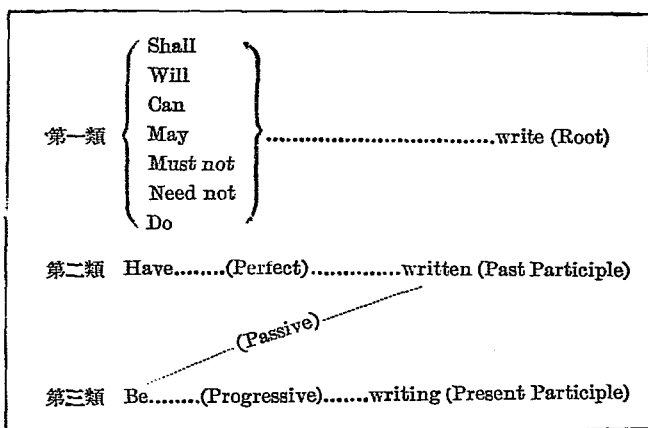 Shall
Will
Can
第一類 May ........ write (Root)
Must not
Need not
Do
第二類 Have........(Perfect)..............written (Past Participle)
(Passive)
第三類 Be........(Progressive).......writing (Present Participle)